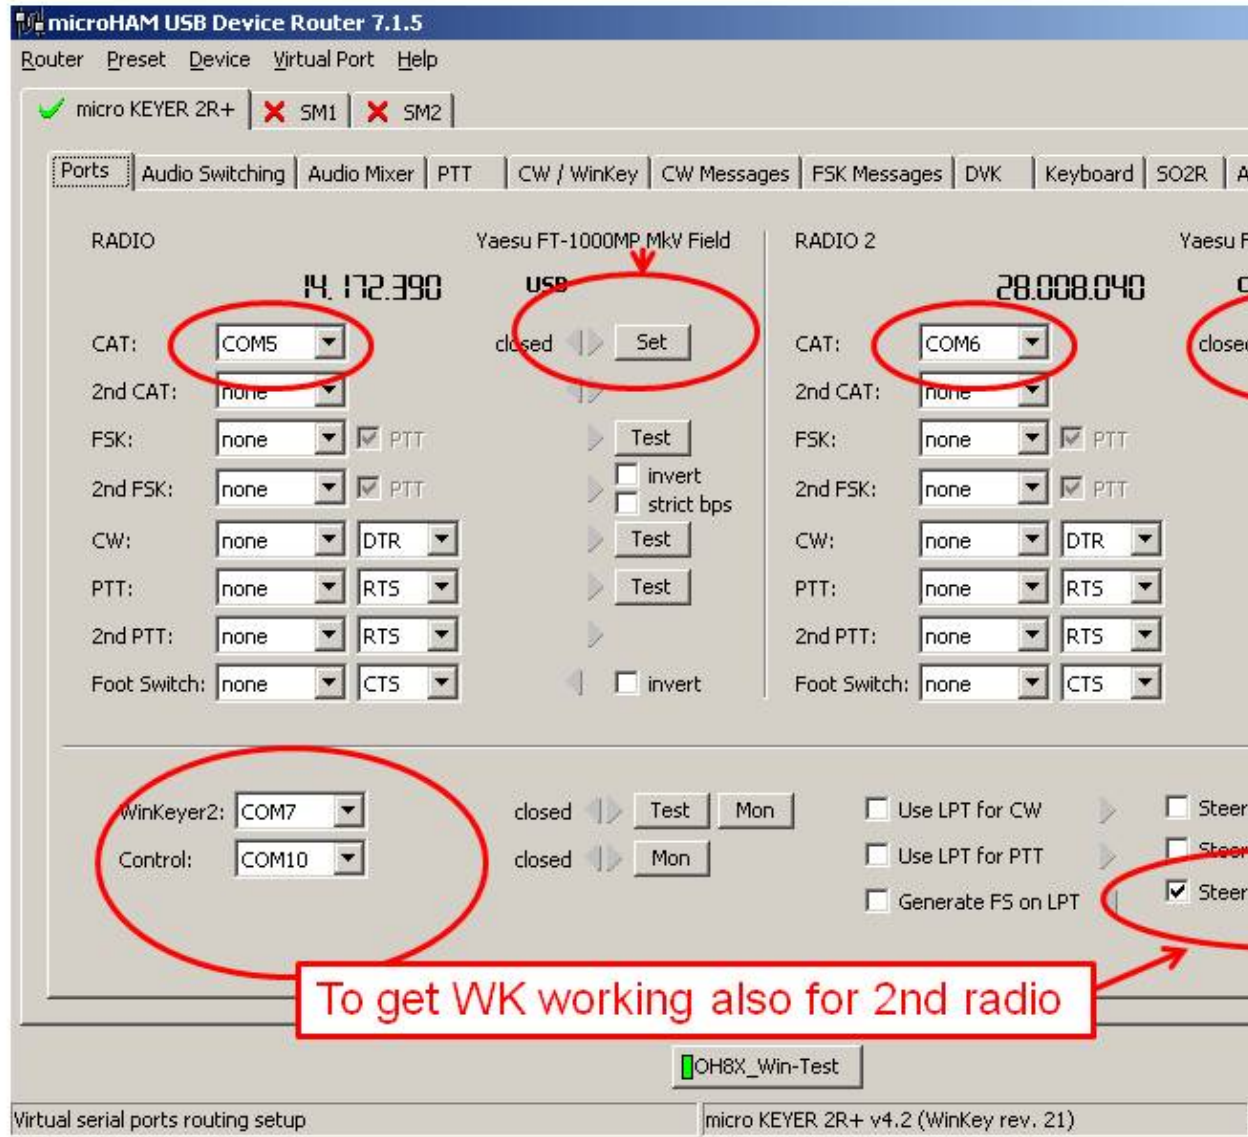 microHAM USB Device Router 7.1.5
Router Preset Device Virtual Port Help
micro KEYER 2R+ SM1 SM2
Ports Audio Switching Audio Mixer PTT CW / WinKey CW Messages FSK Messages DVK Keyboard SO2R A
RADIO Yaesu FT-1000MP MkV Field RADIO 2 Yaesu F
14.172.390 USB 28.008.040 C
CAT: COM5 closed Set CAT: COM6 closed
2nd CAT: none 2nd CAT: none
FSK: none PTT Test FSK: none PTT
2nd FSK: none PTT invert 2nd FSK: none PTT
strict bps
CW: none DTR Test CW: none DTR
PTT: none RTS Test PTT: none RTS
2nd PTT: none RTS 2nd PTT: none RTS
Foot Switch: none CTS invert Foot Switch: none CTS
WinKeyer2: COM7 closed Test Mon Use LPT for CW Steer
Control: COM10 closed Mon Use LPT for PTT Steer
Generate FS on LPT Steer
To get WK working also for 2nd radio
OH8X_Win-Test
Virtual serial ports routing setup micro KEYER 2R+ v4.2 (WinKey rev. 21)